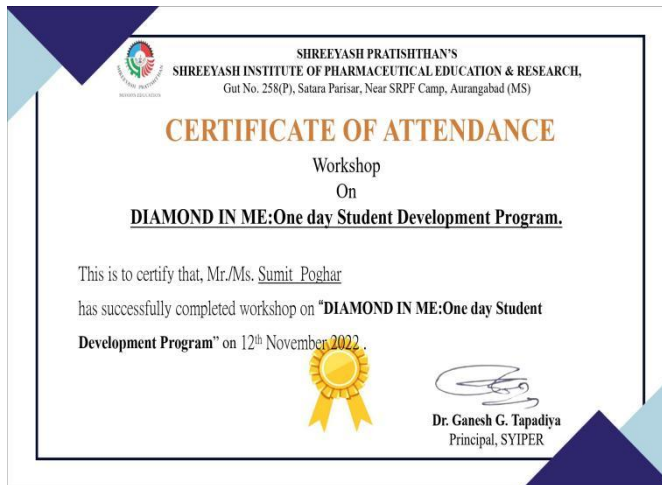 SHREEYASH PRATISHTHAN'S
SHREEYASH INSTITUTE OF PHARMACEUTICAL EDUCATION & RESEARCH,
Gut No. 258(P), Satara Parisar, Near SRPF Camp, Aurangabad (MS)
SHREEYASH PRATISHTHAN
CERTIFICATE OF ATTENDANCE
Workshop
On
DIAMOND IN ME:One day Student Development Program.
This is to certify that, Mr./Ms. Sumit Poghar
has successfully completed workshop on "DIAMOND IN ME:One day Student
Development Program" on 12th November 2022 .
Dr. Ganesh G. Tapadiya
Principal, SYIPER